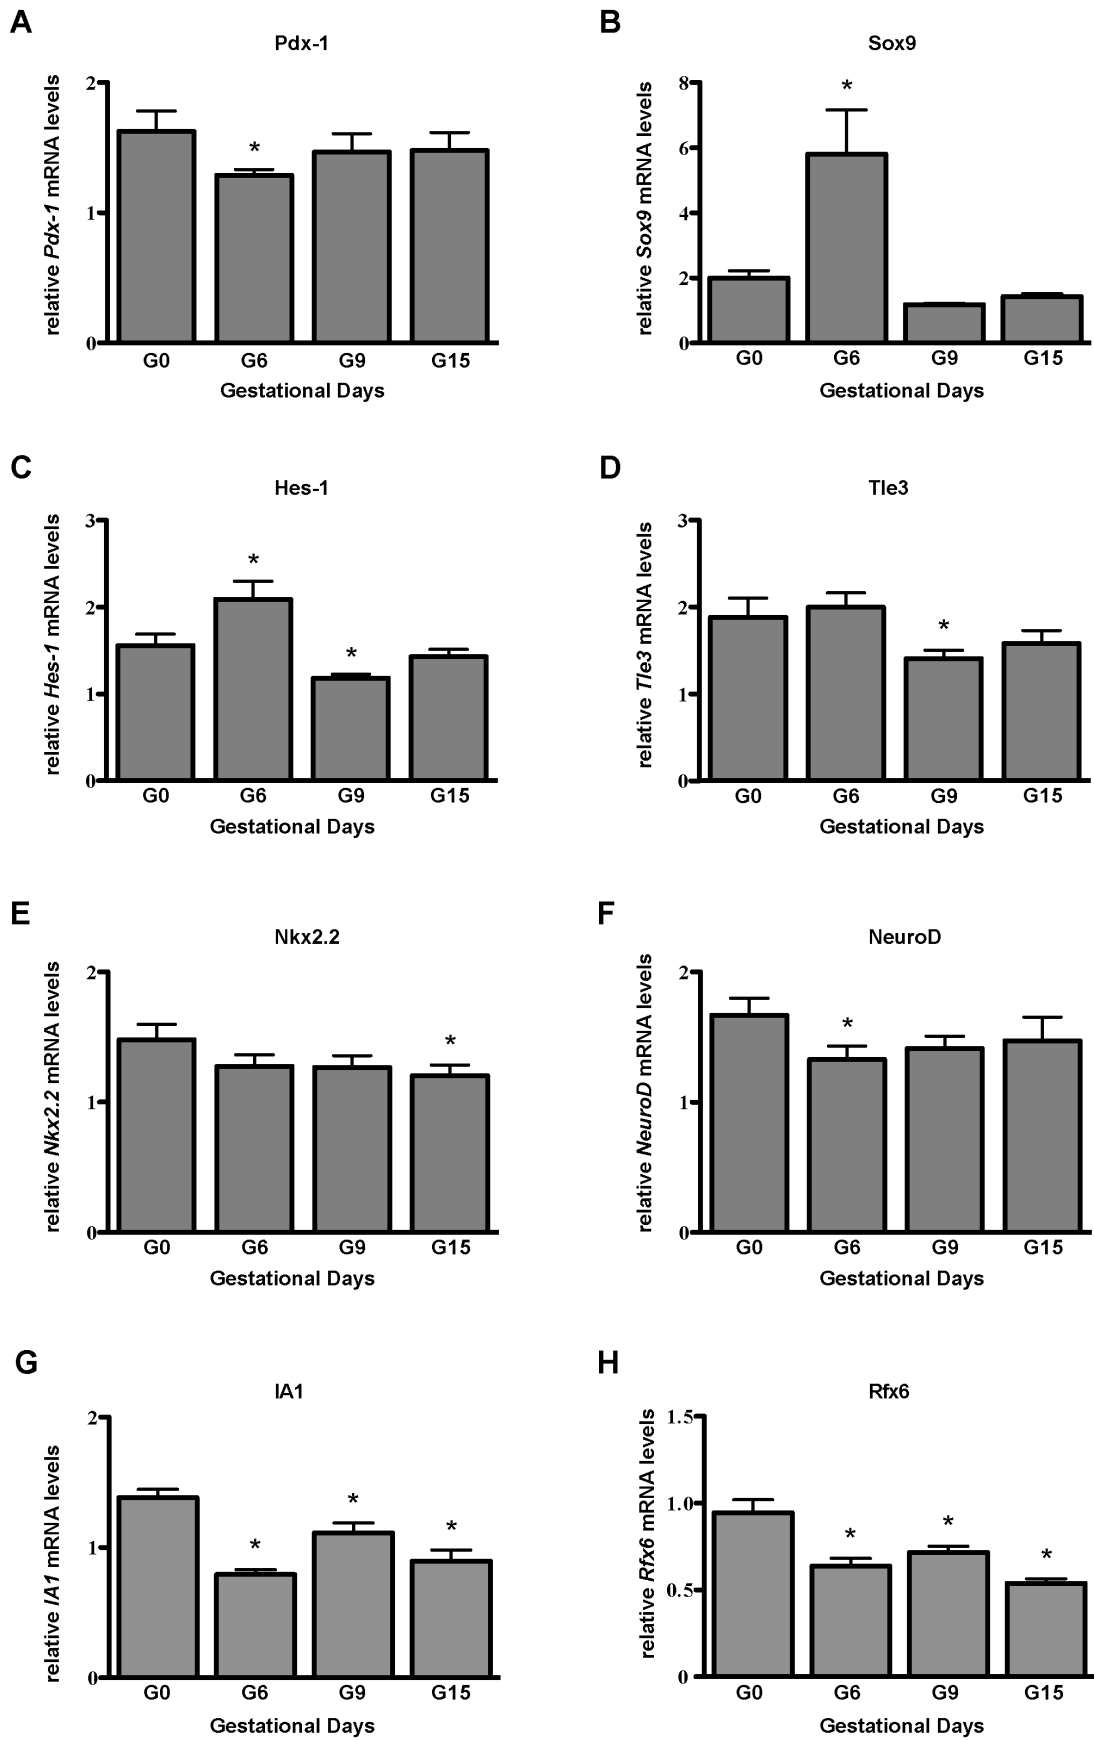 A
Pdx-1
relative Pdx-1 mRNA levels
2
1
0
G0 G6 G9 G15
Gestational Days
B
Sox9
relative Sox9 mRNA levels
8
6
4
2
0
*
*
G0 G6 G9 G15
Gestational Days
C
Hes-1
relative Hes-1 mRNA levels
3
2
1
0
*
*
G0 G6 G9 G15
Gestational Days
D
Tle3
relative Tle3 mRNA levels
3
2
1
0
*
G0 G6 G9 G15
Gestational Days
E
Nkx2.2
relative Nkx2.2 mRNA levels
2
1
0
*
G0 G6 G9 G15
Gestational Days
F
NeuroD
relative NeuroD mRNA levels
2
1
0
*
G0 G6 G9 G15
Gestational Days
G
IA1
relative IA1 mRNA levels
2
1
0
* * *
G0 G6 G9 G15
Gestational Days
H
Rfx6
relative Rfx6 mRNA levels
1.5
1.0
0.5
0
* * *
G0 G6 G9 G15
Gestational Days